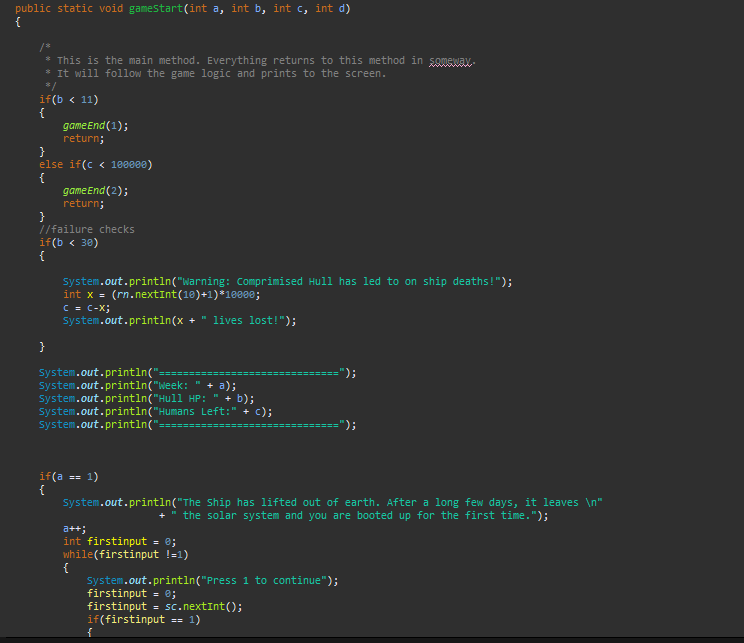 public static void gameStart(int a, int b, int c, int d)
{
/*
* This is the main method. Everything returns to this method in someway.
* It will follow the game logic and prints to the screen.
*/
if(b < 11)
{
gameEnd(1);
return;
}
else if(c < 100000)
{
gameEnd(2);
return;
}
//failure checks
if(b < 30)
{
System.out.println("Warning: Comprimised Hull has led to on ship deaths!");
int x = (rn.nextInt(10)+1)*10000;
c = c-x;
System.out.println(x + " lives lost!");
}
System.out.println("==============================");
System.out.println("Week: " + a);
System.out.println("Hull HP: " + b);
System.out.println("Humans Left:" + c);
System.out.println("==============================");
if(a == 1)
{
System.out.println("The Ship has lifted out of earth. After a long few days, it leaves \n"
+ " the solar system and you are booted up for the first time.");
a++;
int firstinput = 0;
while(firstinput !=1)
{
System.out.println("Press 1 to continue");
firstinput = 0;
firstinput = sc.nextInt();
if(firstinput == 1)
{